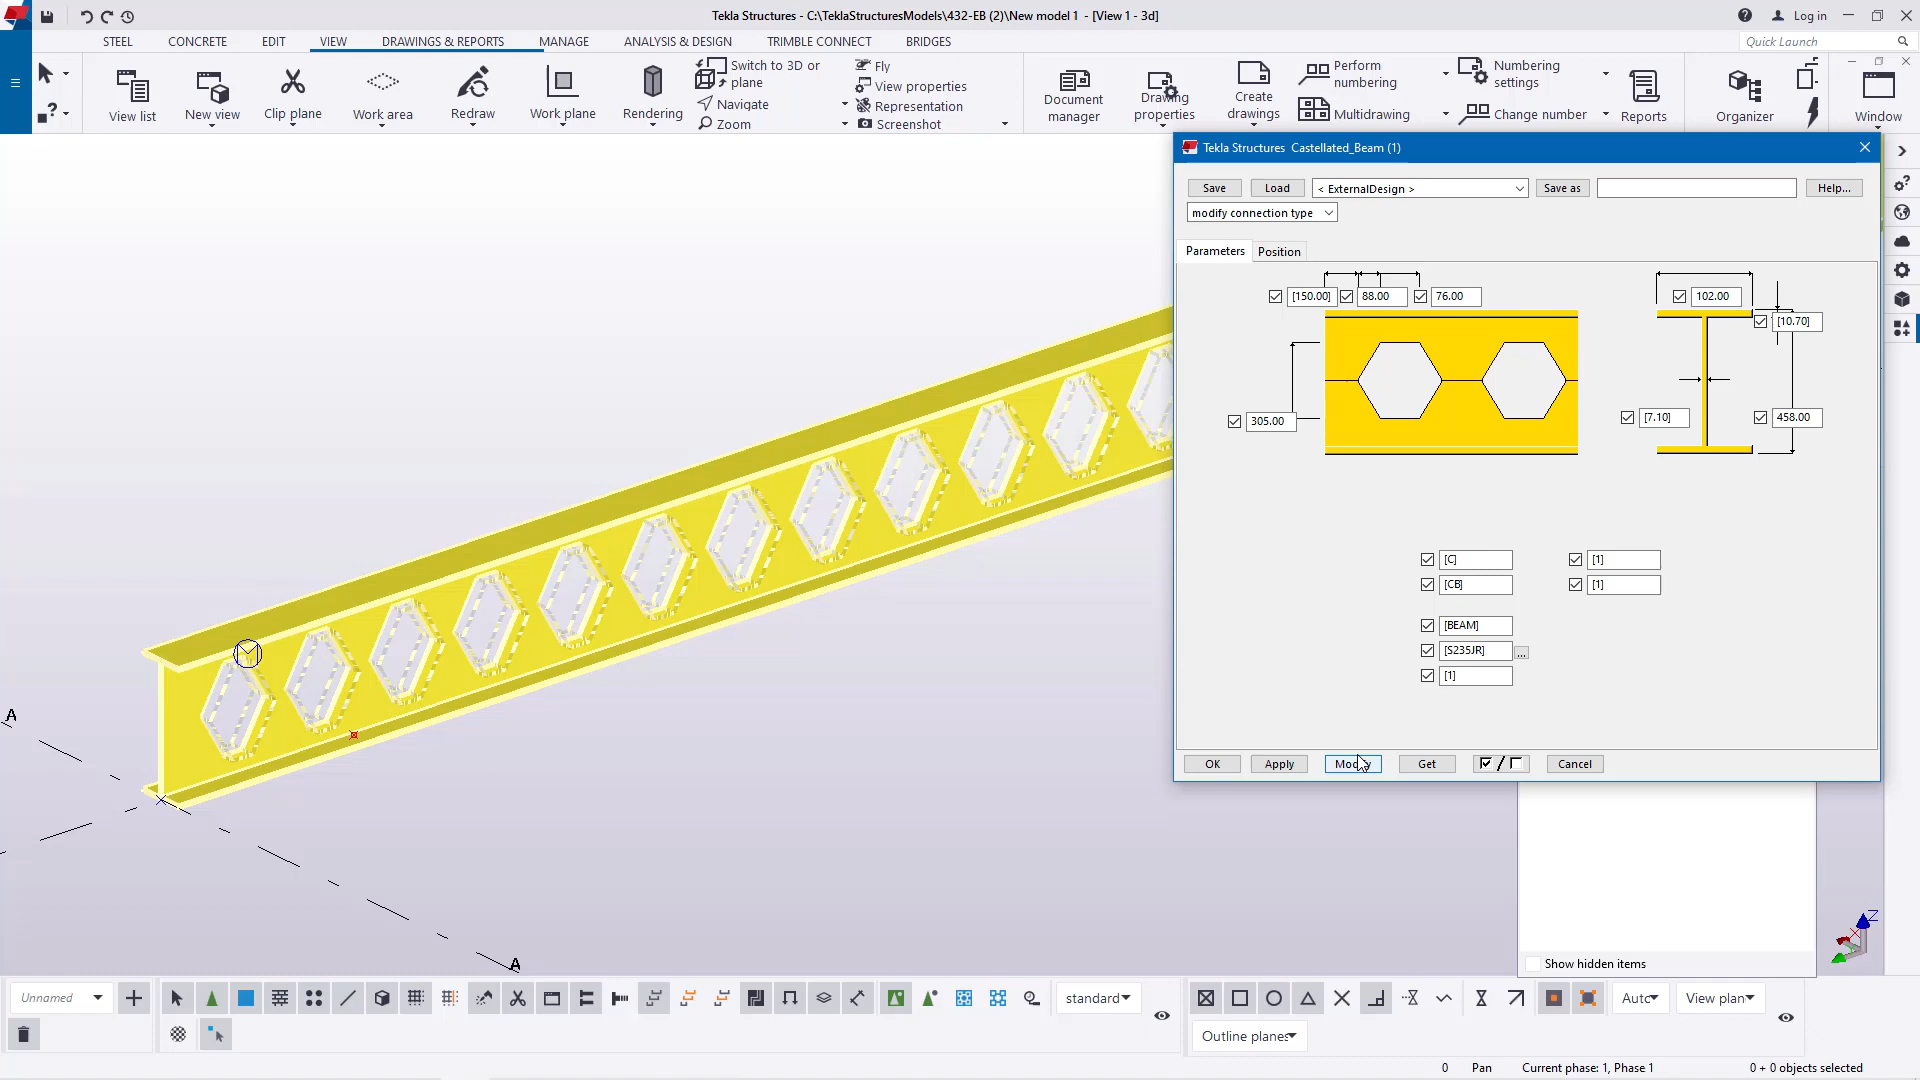 Tekla Structures - C:\TeklaStructuresModels\432-EB (2)\New model 1 - [View 1 - 3d]
Log in
STEEL CONCRETE EDIT VIEW DRAWINGS & REPORTS MANAGE ANALYSIS & DESIGN TRIMBLE CONNECT BRIDGES
Quick Launch
View list
New view
Clip plane
Work area
Redraw
Work plane
Rendering
Switch to 3D or
plane
Navigate
Zoom
Fly
View properties
Representation
Screenshot
Document
manager
Drawing
properties
Create
drawings
Perform
numbering
Multidrawing
Numbering
settings
Change number
Reports
Organizer
Window
Tekla Structures Castellated_Beam (1)
Save Load < ExternalDesign > Save as Help...
modify connection type
Parameters Position
[150.00] 88.00 76.00 102.00
[10.70]
305.00 [7.10] 458.00
[C] [1]
[CB] [1]
[BEAM]
[S235JR] ...
[1]
OK Apply Modify Get / Cancel
A
A
Z
Show hidden items
Unnamed
standard
Auto
View plan
Outline planes
0 Pan Current phase: 1, Phase 1 0 + 0 objects selected